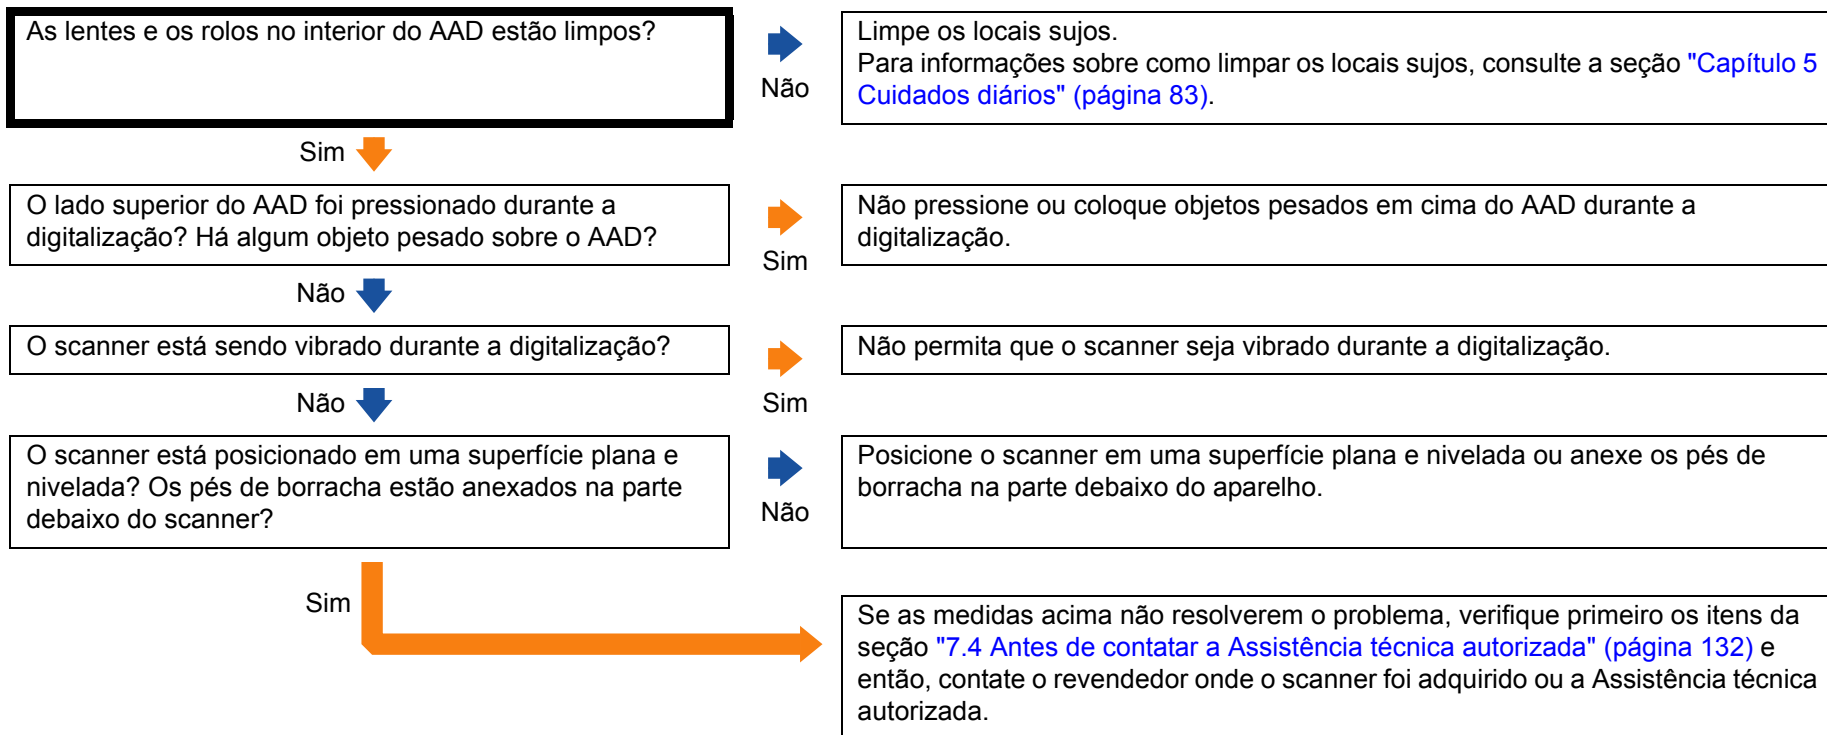 As lentes e os rolos no interior do AAD estão limpos?
Não
Limpe os locais sujos.
Para informações sobre como limpar os locais sujos, consulte a seção "Capítulo 5
Cuidados diários" (página 83).
Sim
O lado superior do AAD foi pressionado durante a
digitalização? Há algum objeto pesado sobre o AAD?
Sim
Não pressione ou coloque objetos pesados em cima do AAD durante a
digitalização.
Não
O scanner está sendo vibrado durante a digitalização?
Sim
Não permita que o scanner seja vibrado durante a digitalização.
Não
O scanner está posicionado em uma superfície plana e
nivelada? Os pés de borracha estão anexados na parte
debaixo do scanner?
Não
Posicione o scanner em uma superfície plana e nivelada ou anexe os pés de
borracha na parte debaixo do aparelho.
Sim
Se as medidas acima não resolverem o problema, verifique primeiro os itens da
seção "7.4 Antes de contatar a Assistência técnica autorizada" (página 132) e
então, contate o revendedor onde o scanner foi adquirido ou a Assistência técnica
autorizada.